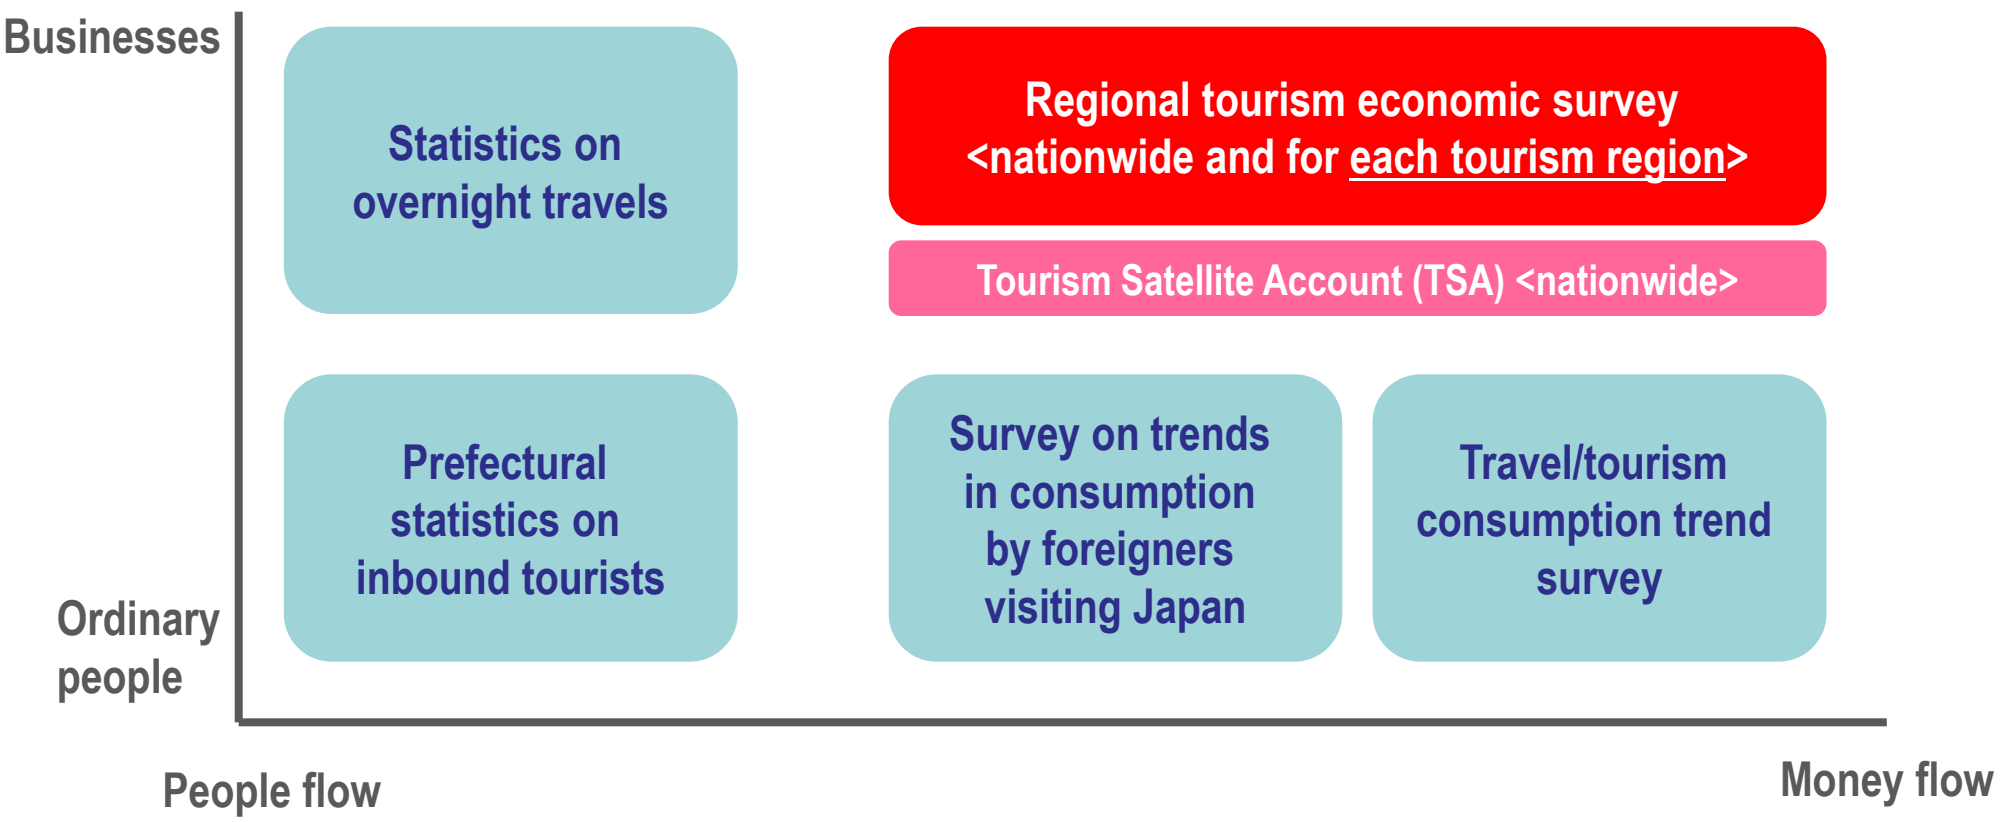 Businesses
Statistics on
overnight travels
Regional tourism economic survey
<nationwide and for each tourism region>
Tourism Satellite Account (TSA) <nationwide>
Prefectural
statistics on
inbound tourists
Survey on trends
in consumption
by foreigners
visiting Japan
Travel/tourism
consumption trend
survey
Ordinary
people
People flow
Money flow